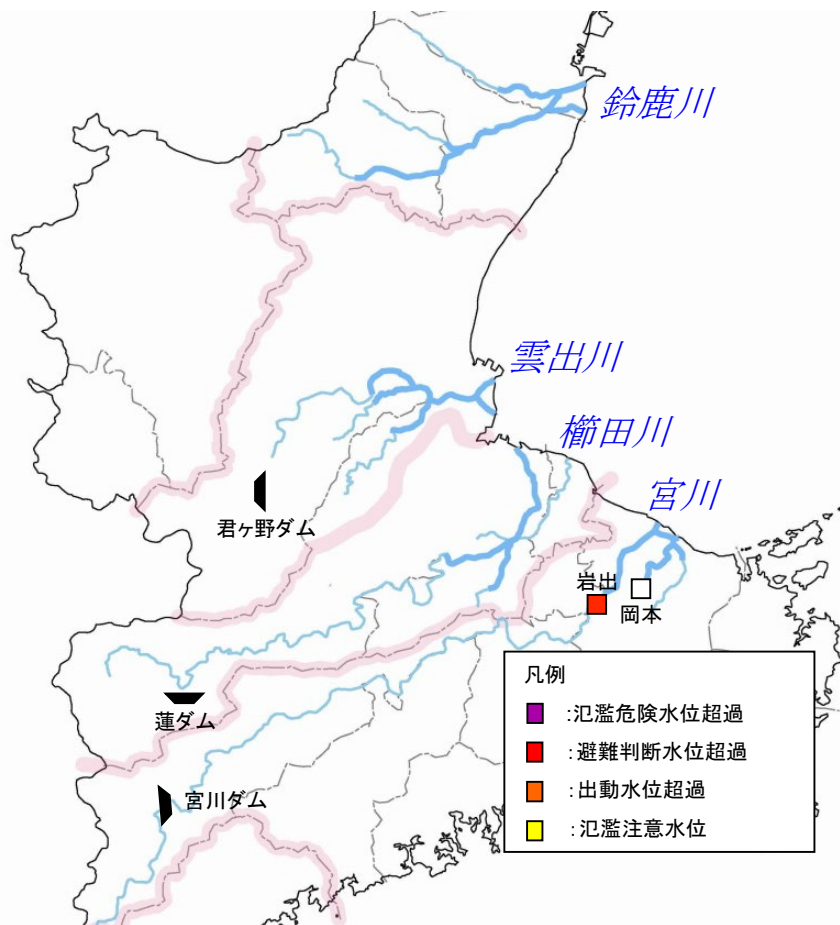 鈴鹿川
雲出川
櫛田川
宮川
君ヶ野ダム
岩出
岡本
蓮ダム
宮川ダム
凡例
:氾濫危険水位超過
:避難判断水位超過
:出動水位超過
:氾濫注意水位